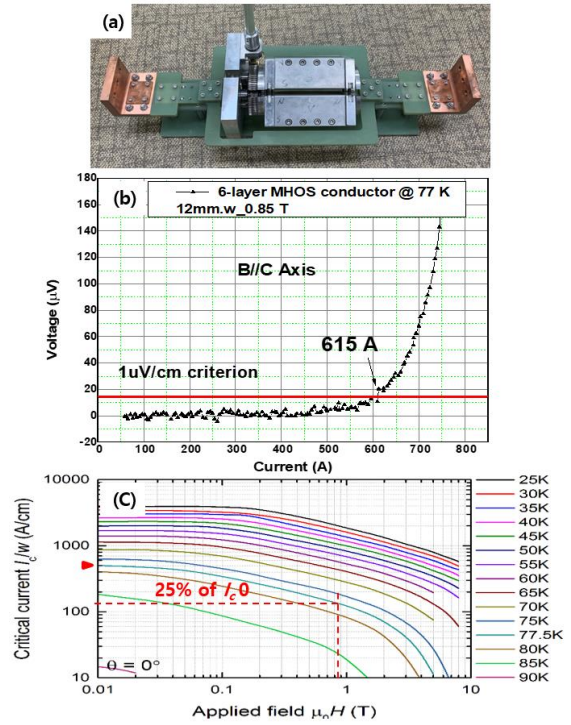 (a)
(b)
6-layer MHOS conductor @ 77 K
12mm.w_0.85 T
B//C Axis
615 A
1uV/cm criterion
Voltage (µV)
180
160
140
120
100
80
60
40
20
0
-20
0 100 200 300 400 500 600 700 800
Current (A)
(C)
Critical current I_c/w (A/cm)
10000
1000
100
10
25% of I_c0
θ = 0°
0.01 0.1 1 10
Applied field µ₀H (T)
25K
30K
35K
40K
45K
50K
55K
60K
65K
70K
75K
77.5K
80K
85K
90K